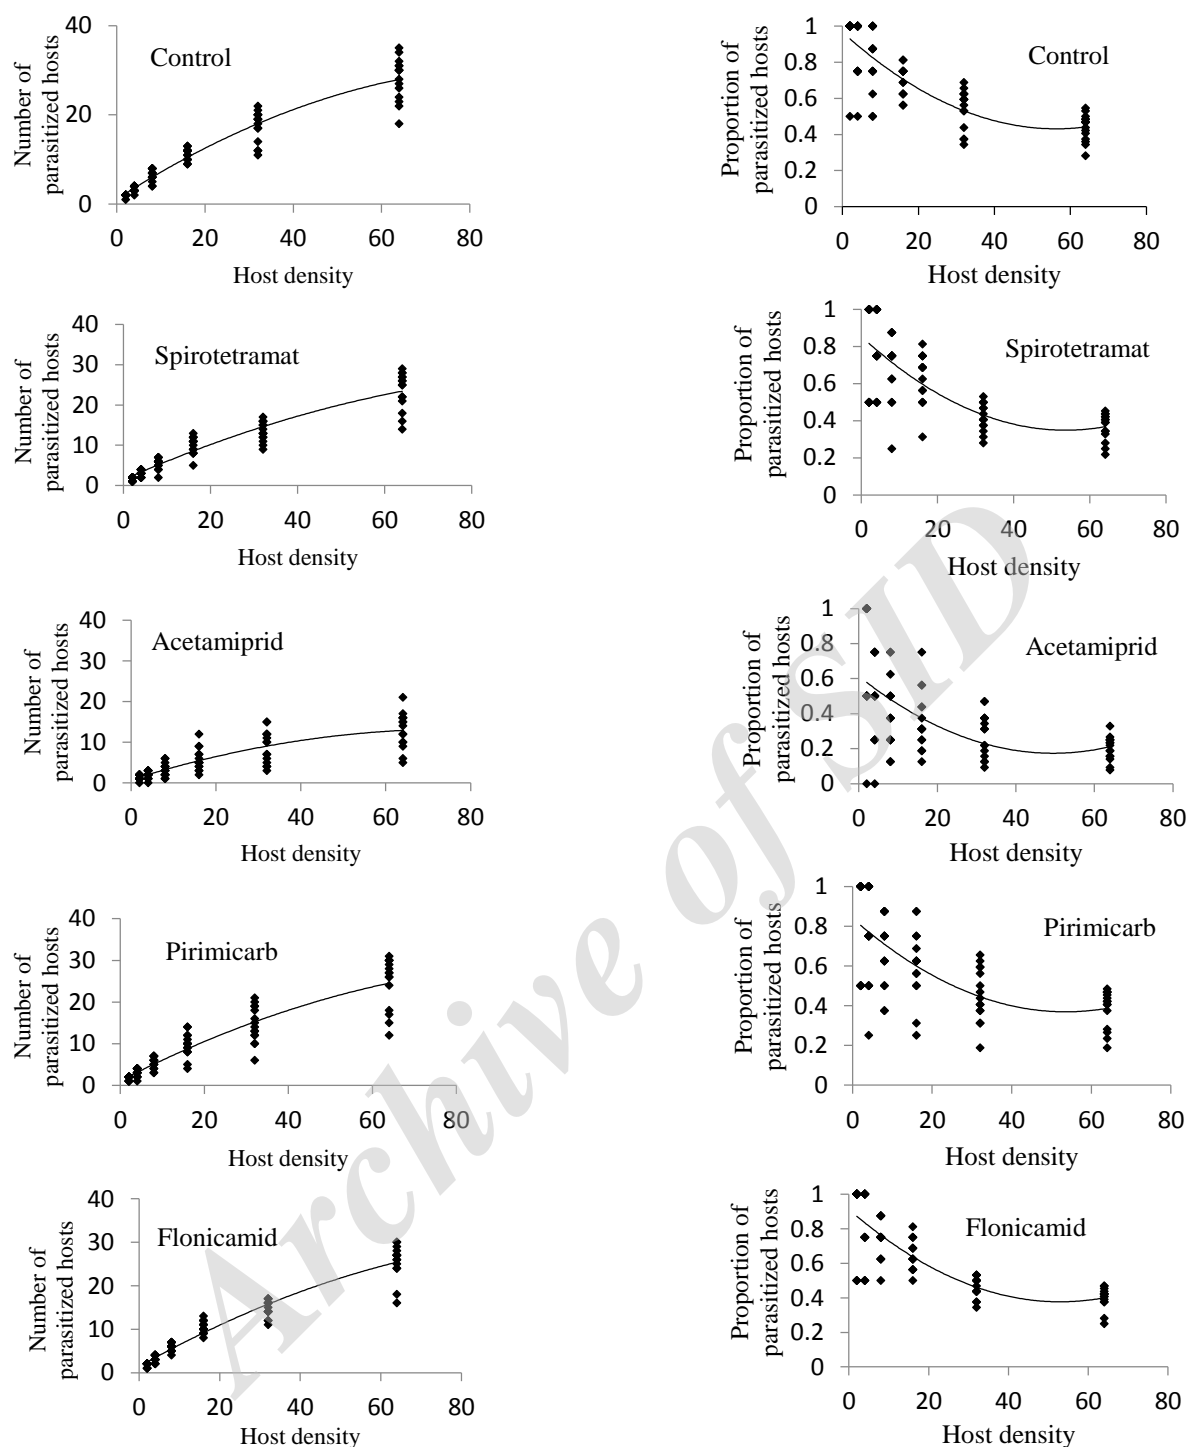 Number of
parasitized hosts
40
20
0
Control
0 20 40 60 80
Host density
Proportion of
parasitized hosts
1
0.8
0.6
0.4
0.2
0
Control
0 20 40 60 80
Host density
Number of
parasitized hosts
40
30
20
10
0
Spirotetramat
0 20 40 60 80
Host density
Proportion of
parasitized hosts
1
0.8
0.6
0.4
0.2
0
Spirotetramat
0 20 40 60 80
Host density
Number of
parasitized hosts
40
30
20
10
0
Acetamiprid
0 20 40 60 80
Host density
Proportion of
parasitized hosts
1
0.8
0.6
0.4
0.2
0
Acetamiprid
0 20 40 60 80
Host density
Number of
parasitized hosts
40
30
20
10
0
Pirimicarb
0 20 40 60 80
Host density
Proportion of
parasitized hosts
1
0.8
0.6
0.4
0.2
0
Pirimicarb
0 20 40 60 80
Host density
Number of
parasitized hosts
40
30
20
10
0
Flonicamid
0 20 40 60 80
Host density
Proportion of
parasitized hosts
1
0.8
0.6
0.4
0.2
0
Flonicamid
0 20 40 60 80
Host density
Archive of SID